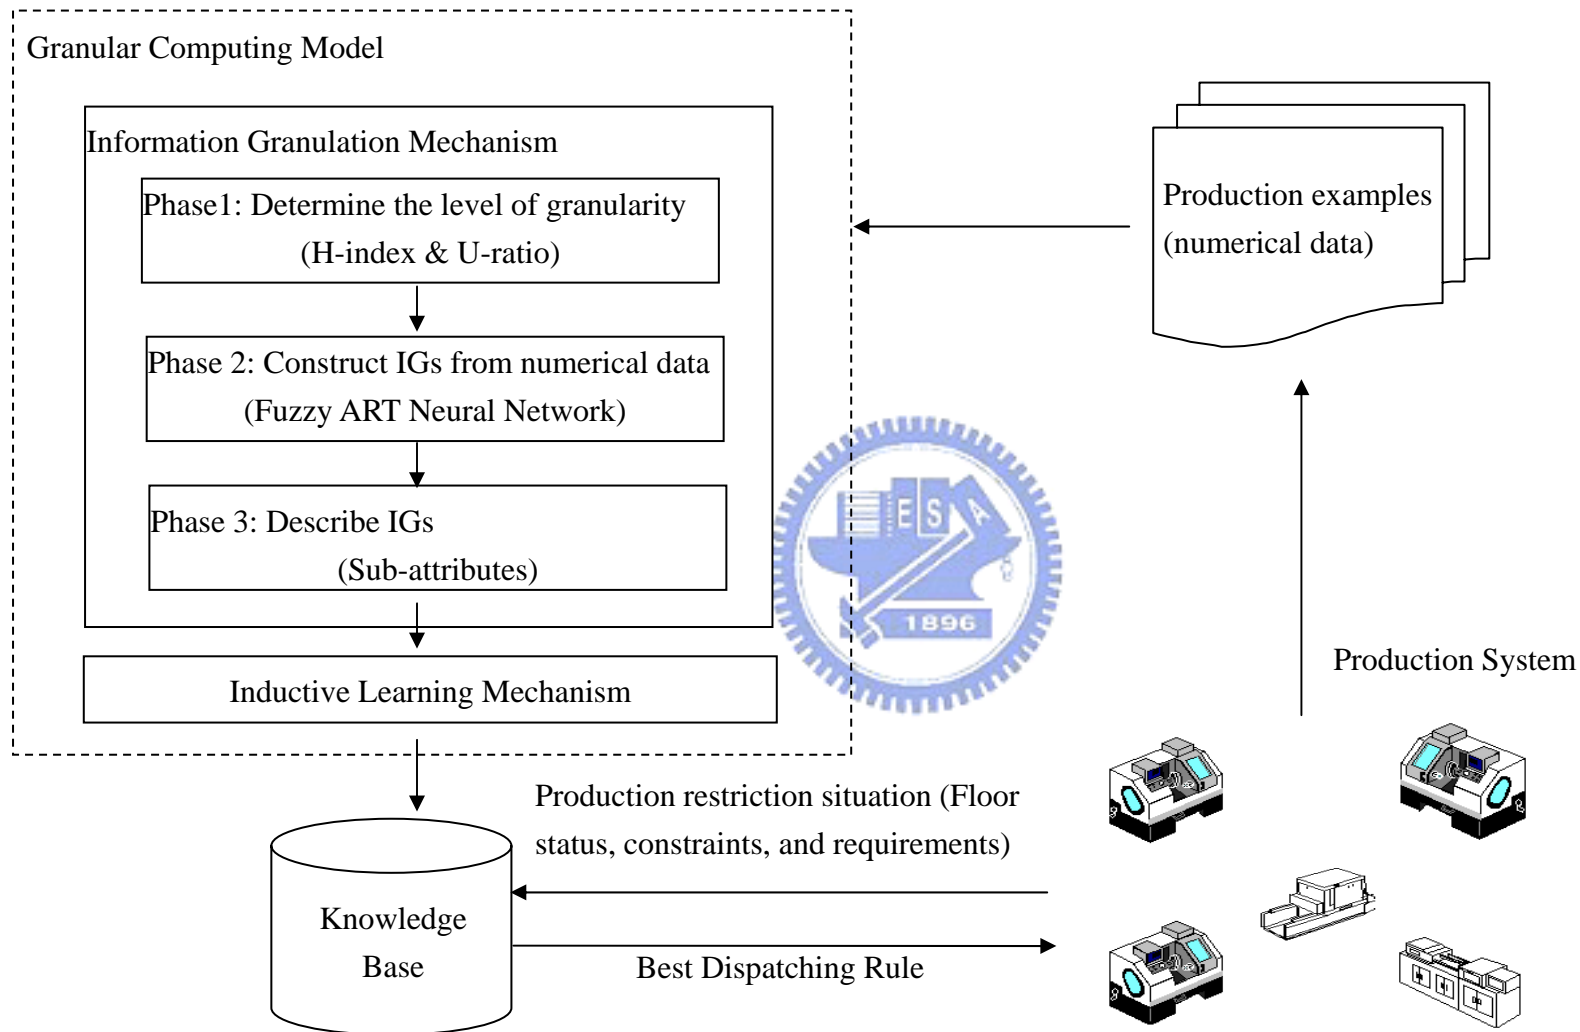 Granular Computing Model
Information Granulation Mechanism
Phase1: Determine the level of granularity
(H-index & U-ratio)
Phase 2: Construct IGs from numerical data
(Fuzzy ART Neural Network)
Phase 3: Describe IGs
(Sub-attributes)
Inductive Learning Mechanism
Production examples
(numerical data)
E S A
1896
Production System
Production restriction situation (Floor
status, constraints, and requirements)
Knowledge
Base
Best Dispatching Rule